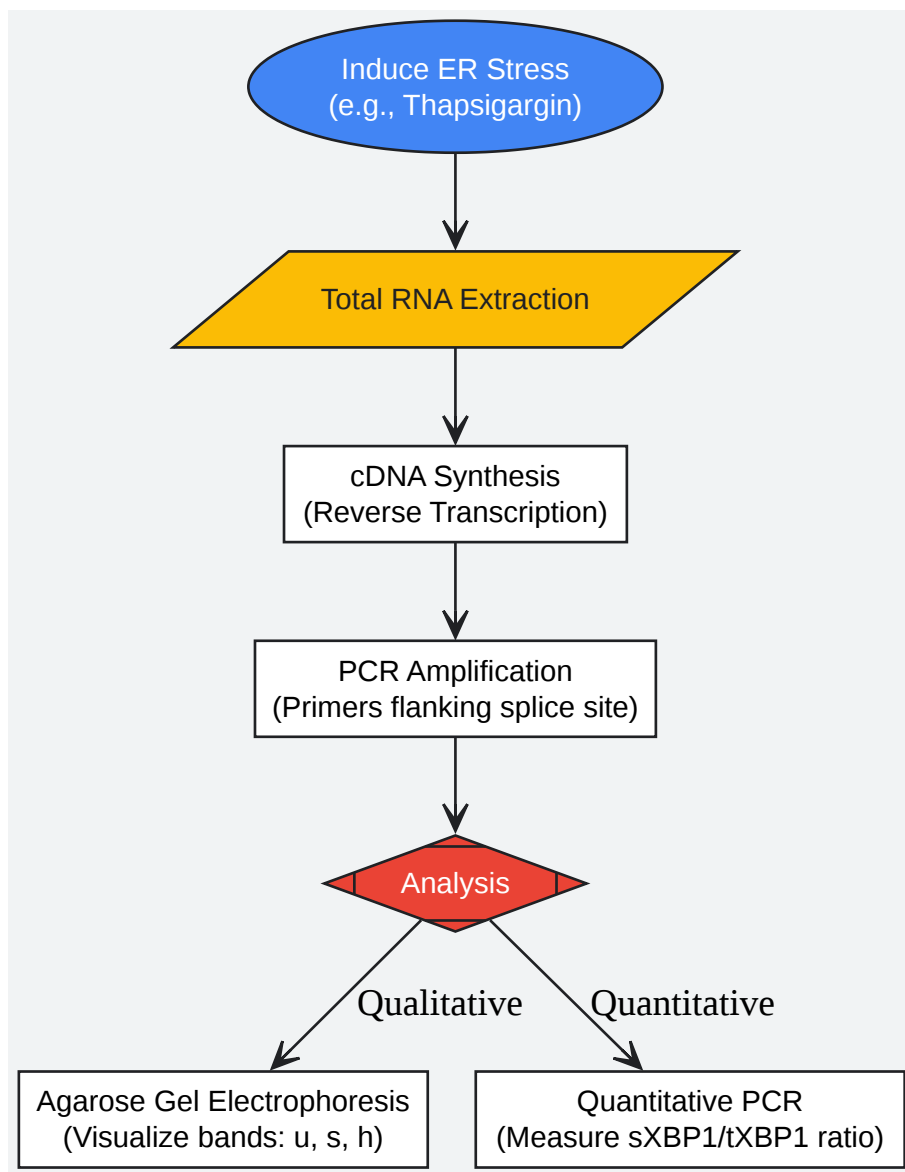 Induce ER Stress
(e.g., Thapsigargin)
Total RNA Extraction
cDNA Synthesis
(Reverse Transcription)
PCR Amplification
(Primers flanking splice site)
Analysis
Qualitative
Quantitative
Agarose Gel Electrophoresis
(Visualize bands: u, s, h)
Quantitative PCR
(Measure sXBP1/tXBP1 ratio)